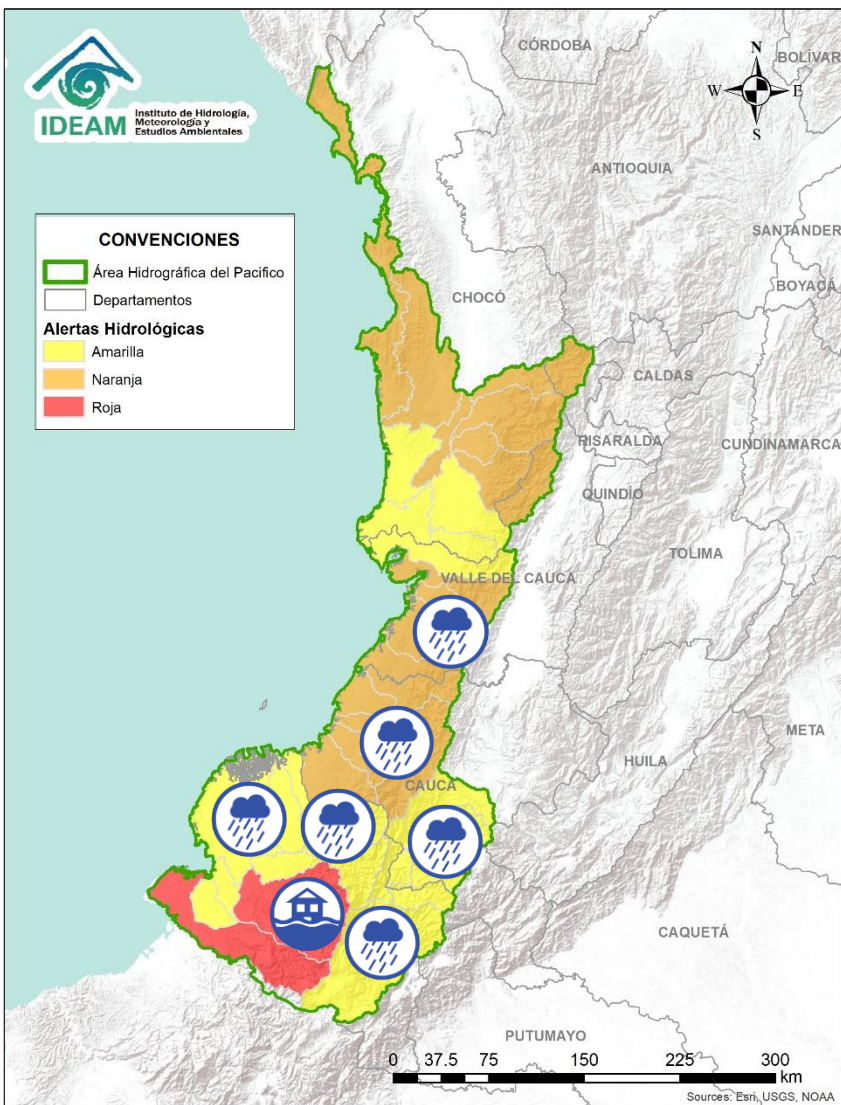 IDEAM
Instituto de Hidrología,
Meteorología y
Estudios Ambientales
CÓRDOBA
BOLÍVAR
N
W
E
S
ANTIOQUIA
SANTANDER
BOYACÁ
CONVENCIONES
Área Hidrográfica del Pacifico
Departamentos
Alertas Hidrológicas
Amarilla
Naranja
Roja
CHOCÓ
CALDAS
RISARALDA
CUNDINAMARCA
QUINDÍO
TOLIMA
VALLE DEL CAUCA
META
HUILA
CAUCA
CAQUETÁ
PUTUMAYO
0 37.5 75 150 225 300
km
Sources: Esri, USGS, NOAA